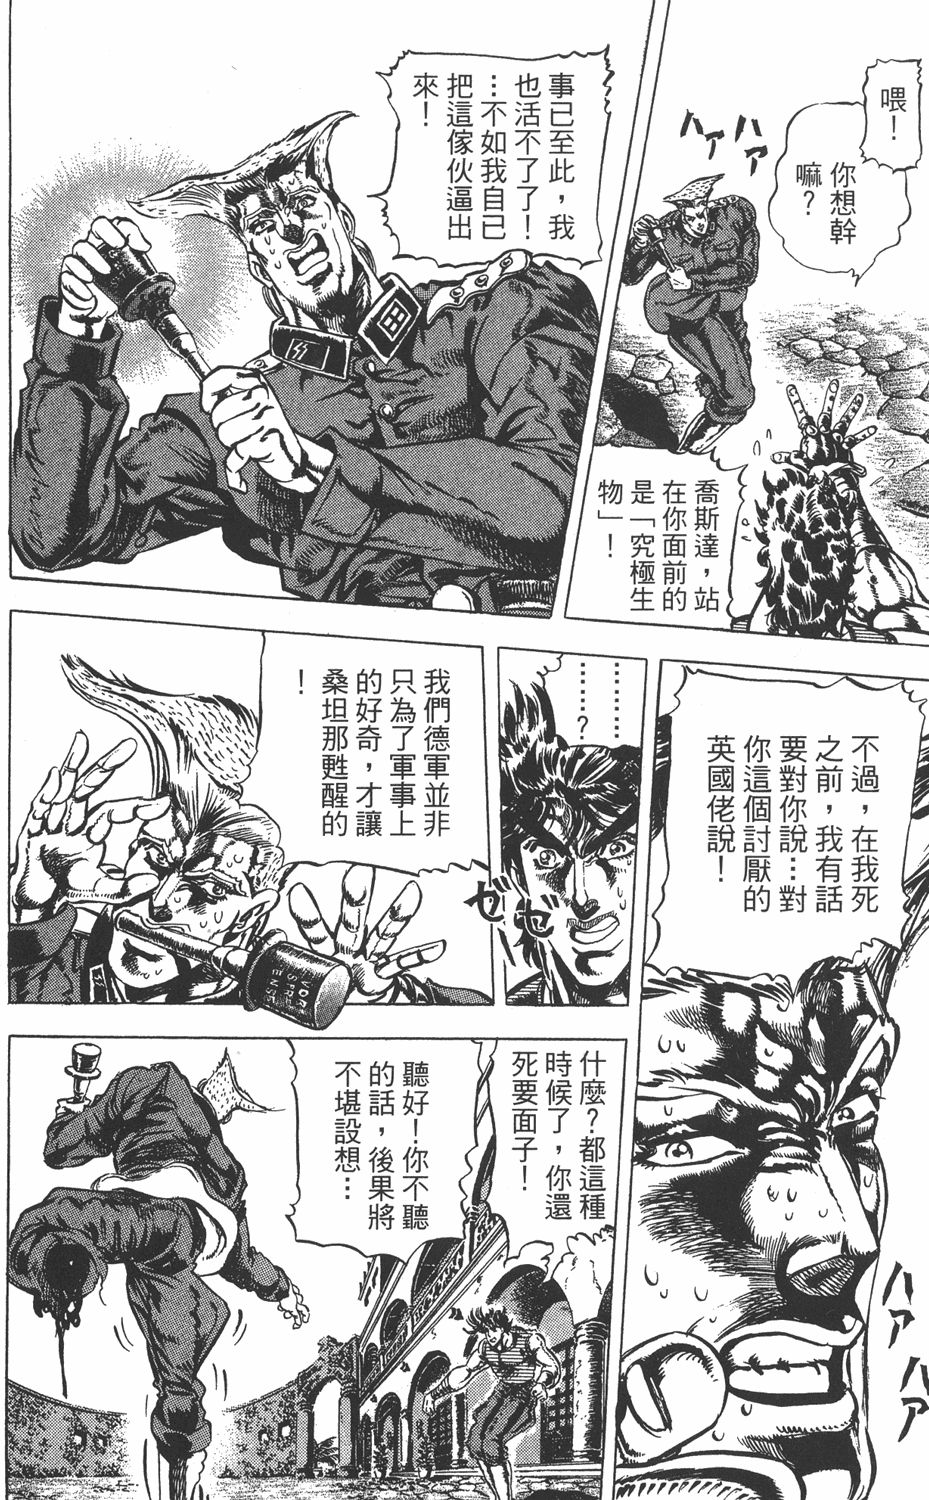 喂！
你想幹
嘛？
ハァ
ハァ
喬斯達，站
在你面前的
是「究極生
物」！
事已至此，我
也活不了了！
⋯不如我自已
把這傢伙逼出
來！
不過，在我死
之前，我有話
要對你說⋯對
你這個討厭的
英國佬說！
ハァ
ハァ
⋯⋯
⋯⋯？
ゼゼ
我們德軍並非
只為了軍事上
的好奇，才讓
桑坦那甦醒的
！
什麼？都這種
時候了，你還
死要面子！
聽好！你不聽
的話，後果將
不堪設想⋯